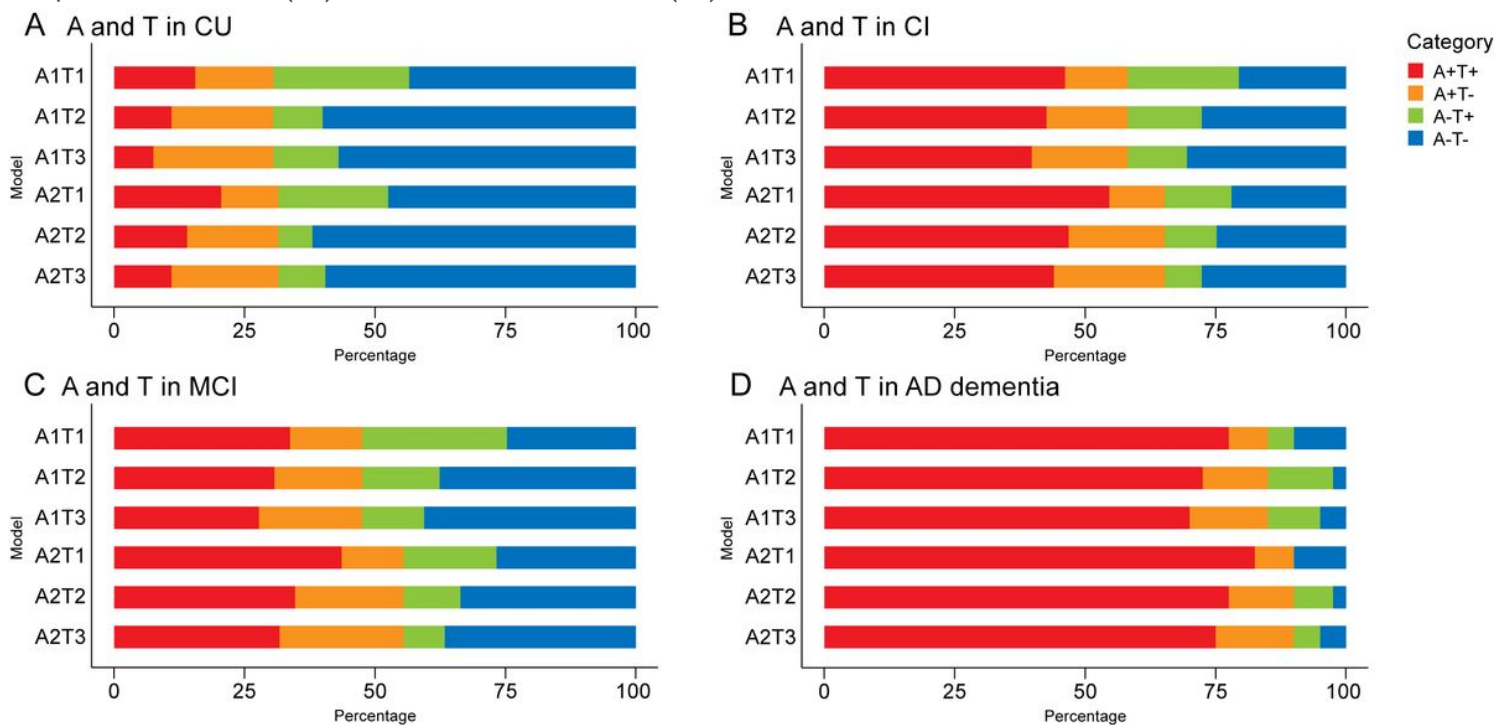 A A and T in CU
A1T1
A1T2
A1T3
A2T1
A2T2
A2T3
Model
0 25 50 75 100
Percentage
B A and T in CI
A1T1
A1T2
A1T3
A2T1
A2T2
A2T3
Model
0 25 50 75 100
Percentage
Category
A+T+
A+T-
A-T+
A-T-
C A and T in MCI
A1T1
A1T2
A1T3
A2T1
A2T2
A2T3
Model
0 25 50 75 100
Percentage
D A and T in AD dementia
A1T1
A1T2
A1T3
A2T1
A2T2
A2T3
Model
0 25 50 75 100
Percentage